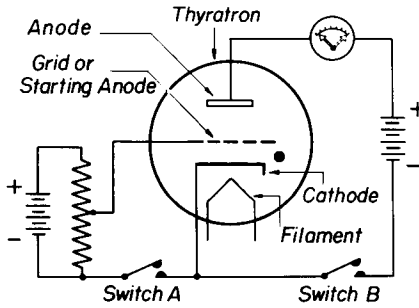 Thyratron
Anode
Grid or
Starting Anode
+
+
+
-
-
Cathode
Filament
Switch A
Switch B